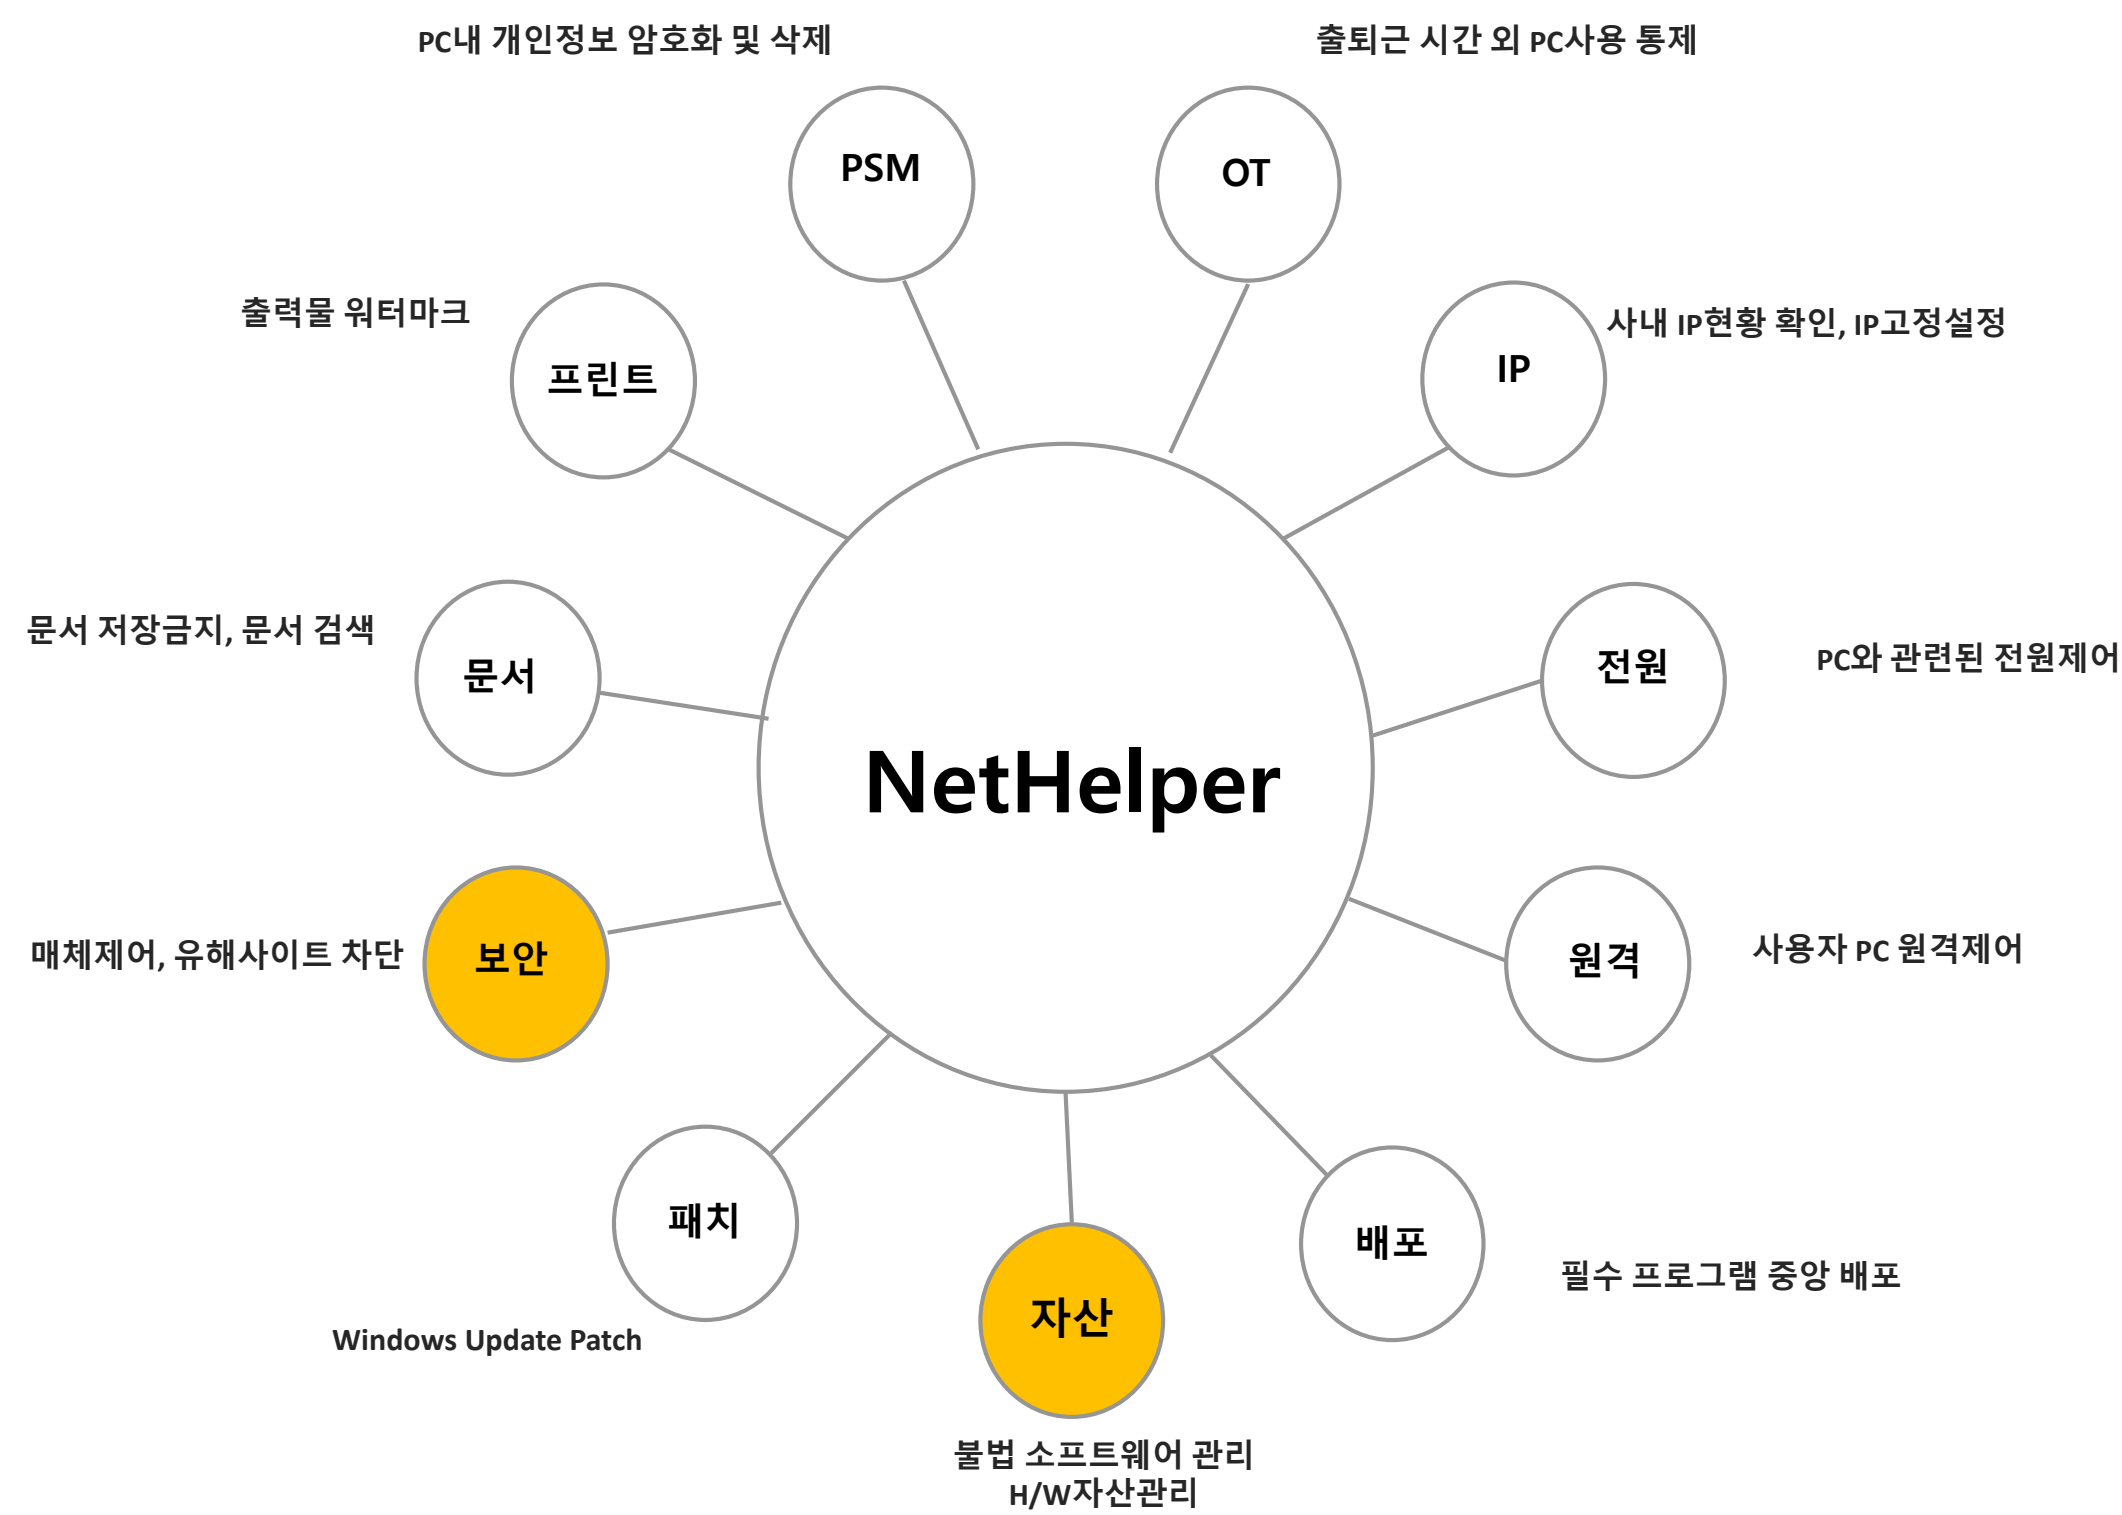 PC내 개인정보 암호화 및 삭제
출퇴근 시간 외 PC사용 통제
PSM
OT
출력물 워터마크
사내 IP현황 확인, IP고정설정
프린트
IP
문서 저장금지, 문서 검색
문서
전원
PC와 관련된 전원제어
NetHelper
매체제어, 유해사이트 차단
보안
원격
사용자 PC 원격제어
패치
배포
필수 프로그램 중앙 배포
자산
Windows Update Patch
불법 소프트웨어 관리
H/W자산관리